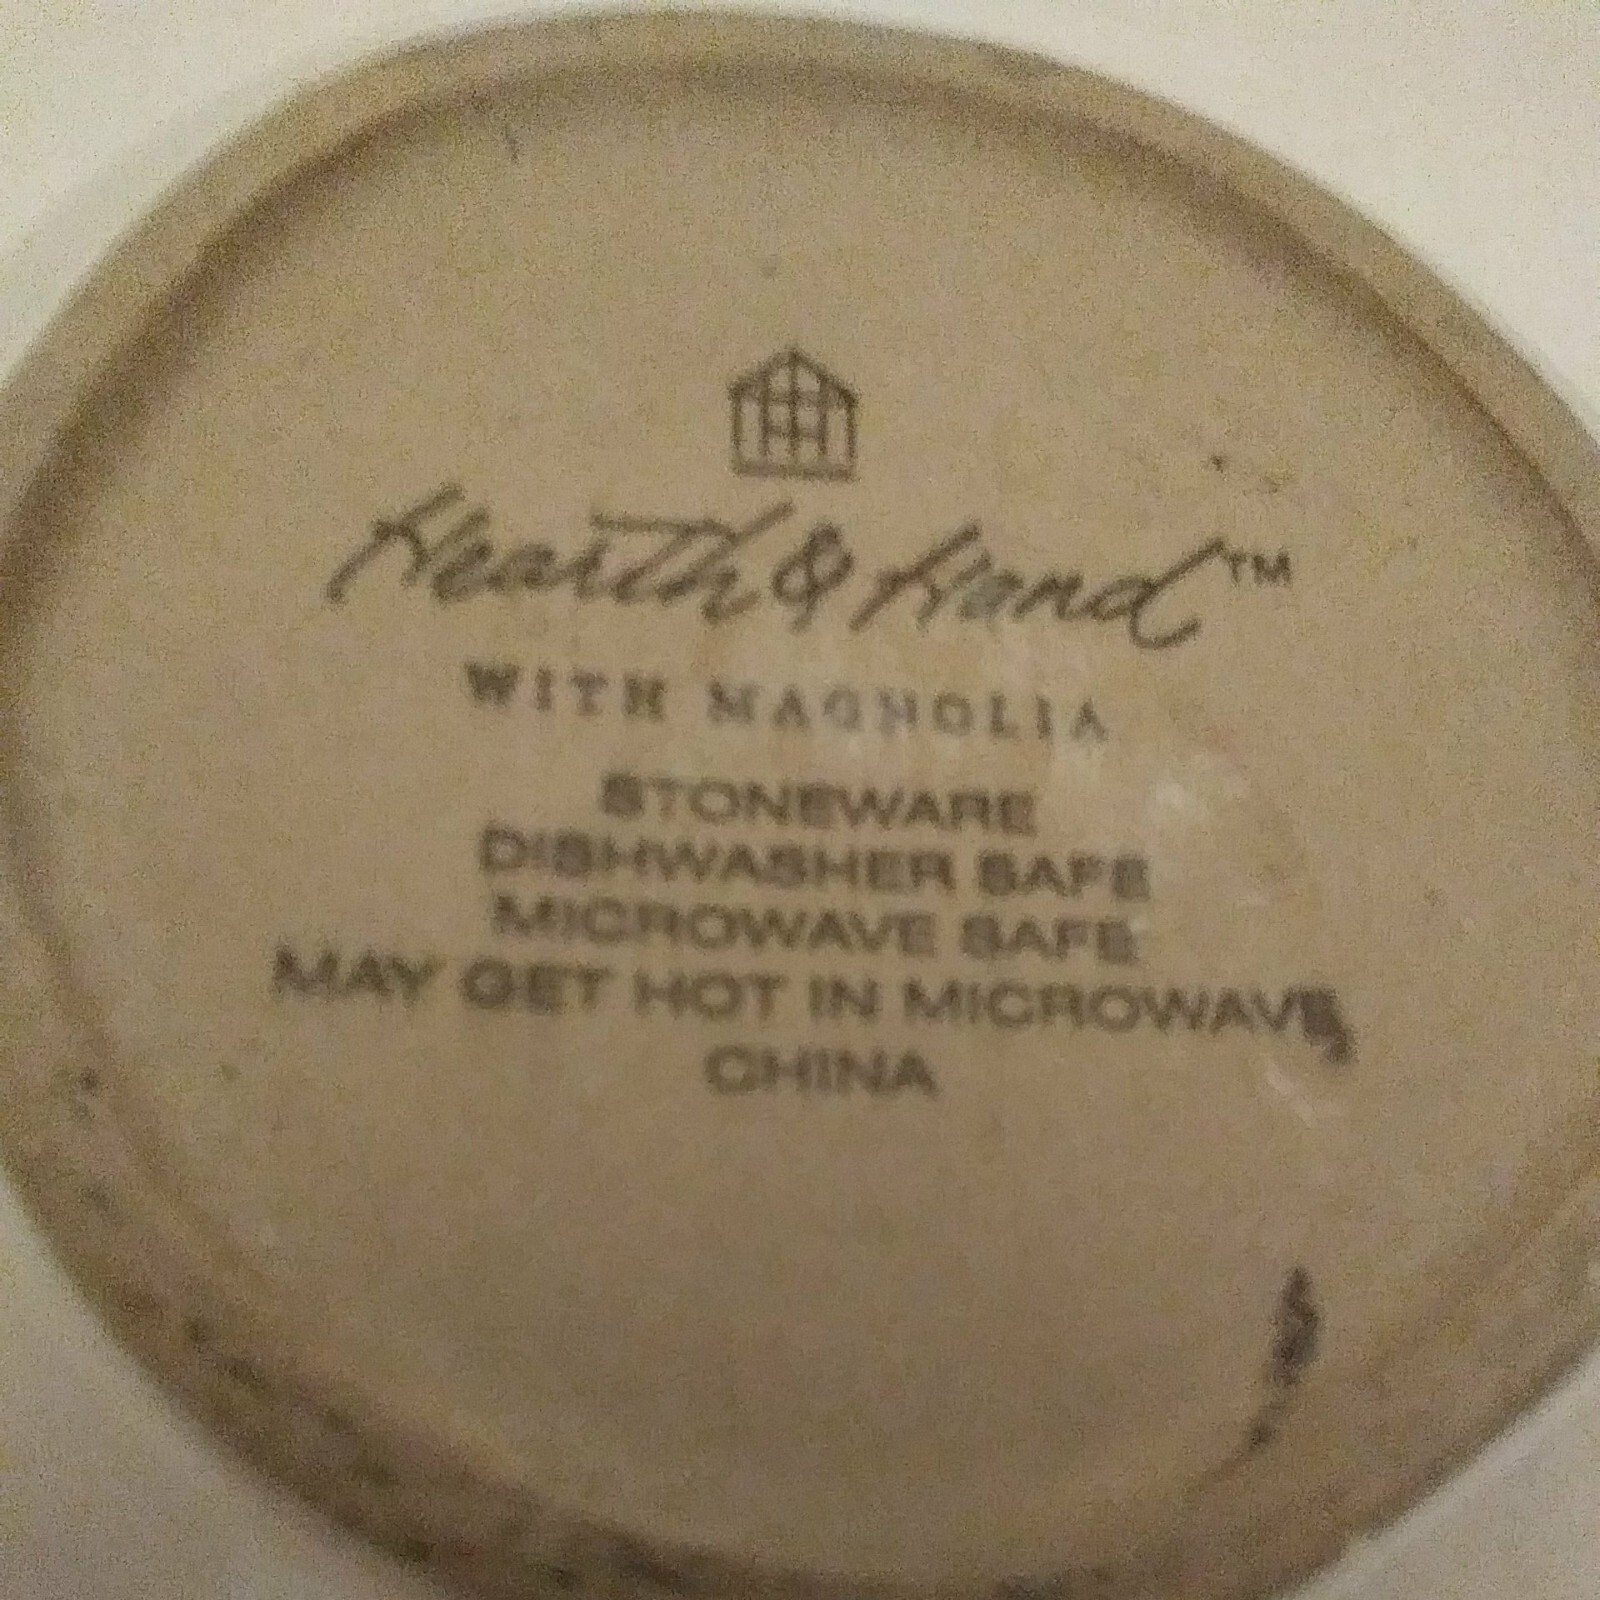 Hearth & Hand™
WITH MAGNOLIA
STONEWARE
DISHWASHER SAFE
MICROWAVE SAFE
MAY GET HOT IN MICROWAVE
CHINA